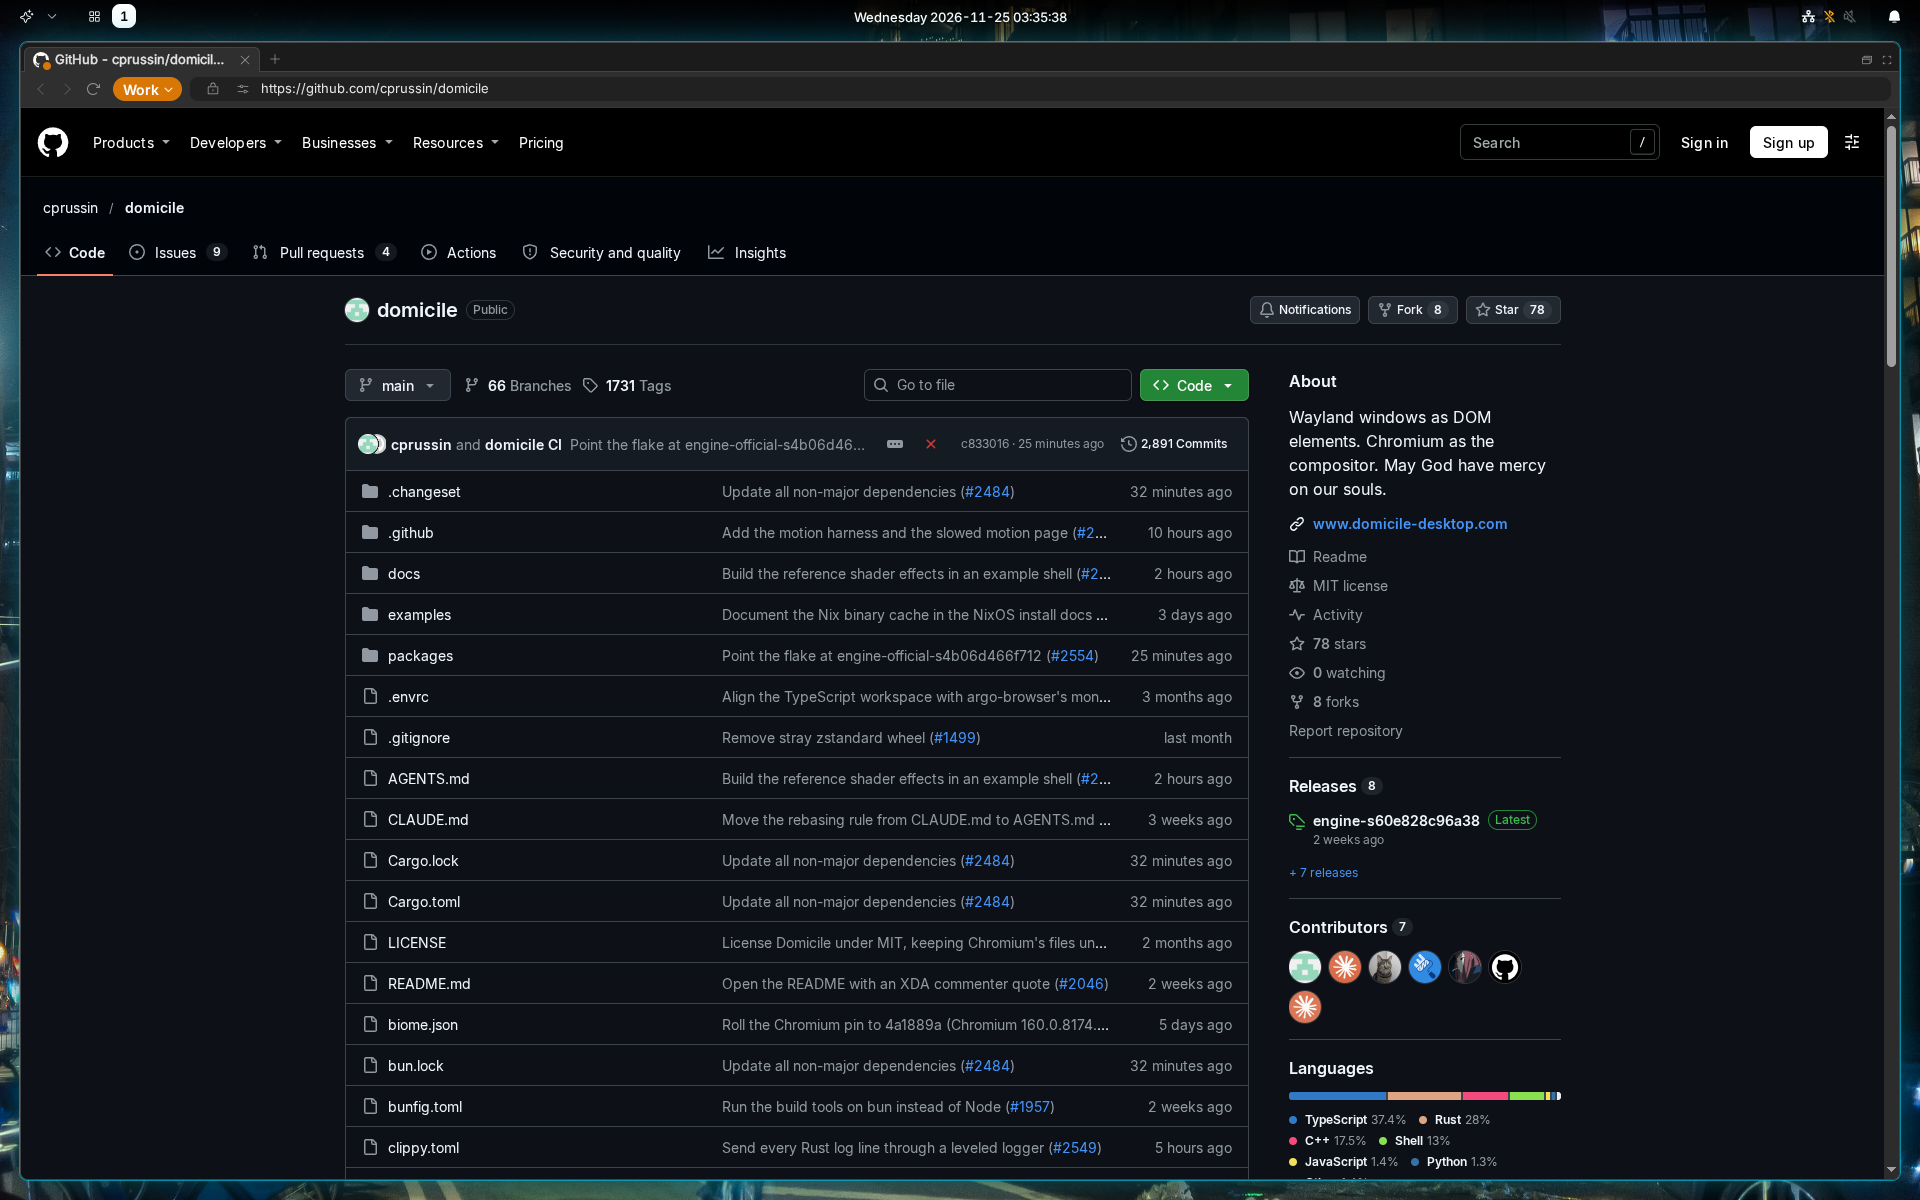 1
Wednesday 2026-11-25 03:35:38
GitHub - cprussin/domicil...
Work
https://github.com/cprussin/domicile
Products
Developers
Businesses
Resources
Pricing
Search
/
Sign in
Sign up
cprussin / domicile
Code
Issues 9
Pull requests 4
Actions
Security and quality
Insights
domicile Public
Notifications
Fork 8
Star 78
main
66 Branches
1731 Tags
Go to file
Code
cprussin and domicile CI Point the flake at engine-official-s4b06d46... c833016 · 25 minutes ago 2,891 Commits
.changeset Update all non-major dependencies (#2484) 32 minutes ago
.github Add the motion harness and the slowed motion page (#2... 10 hours ago
docs Build the reference shader effects in an example shell (#2... 2 hours ago
examples Document the Nix binary cache in the NixOS install docs ... 3 days ago
packages Point the flake at engine-official-s4b06d466f712 (#2554) 25 minutes ago
.envrc Align the TypeScript workspace with argo-browser's mon... 3 months ago
.gitignore Remove stray zstandard wheel (#1499) last month
AGENTS.md Build the reference shader effects in an example shell (#2... 2 hours ago
CLAUDE.md Move the rebasing rule from CLAUDE.md to AGENTS.md ... 3 weeks ago
Cargo.lock Update all non-major dependencies (#2484) 32 minutes ago
Cargo.toml Update all non-major dependencies (#2484) 32 minutes ago
LICENSE License Domicile under MIT, keeping Chromium's files un... 2 months ago
README.md Open the README with an XDA commenter quote (#2046) 2 weeks ago
biome.json Roll the Chromium pin to 4a1889a (Chromium 160.0.8174.... 5 days ago
bun.lock Update all non-major dependencies (#2484) 32 minutes ago
bunfig.toml Run the build tools on bun instead of Node (#1957) 2 weeks ago
clippy.toml Send every Rust log line through a leveled logger (#2549) 5 hours ago
About
Wayland windows as DOM
elements. Chromium as the
compositor. May God have mercy
on our souls.
www.domicile-desktop.com
Readme
MIT license
Activity
78 stars
0 watching
8 forks
Report repository
Releases 8
engine-s60e828c96a38 Latest
2 weeks ago
+ 7 releases
Contributors 7
Languages
TypeScript 37.4% Rust 28%
C++ 17.5% Shell 13%
JavaScript 1.4% Python 1.3%